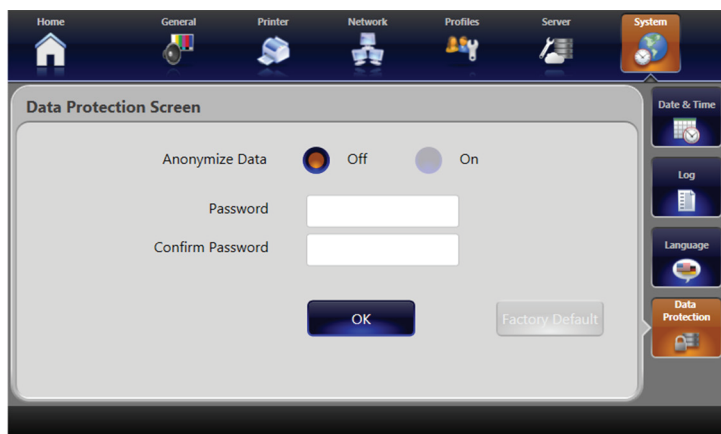 Home General Printer Network Profiles Server System
Data Protection Screen
Date & Time
Anonymize Data Off On
Log
Password
Confirm Password
Language
OK Factory Default
Data
Protection